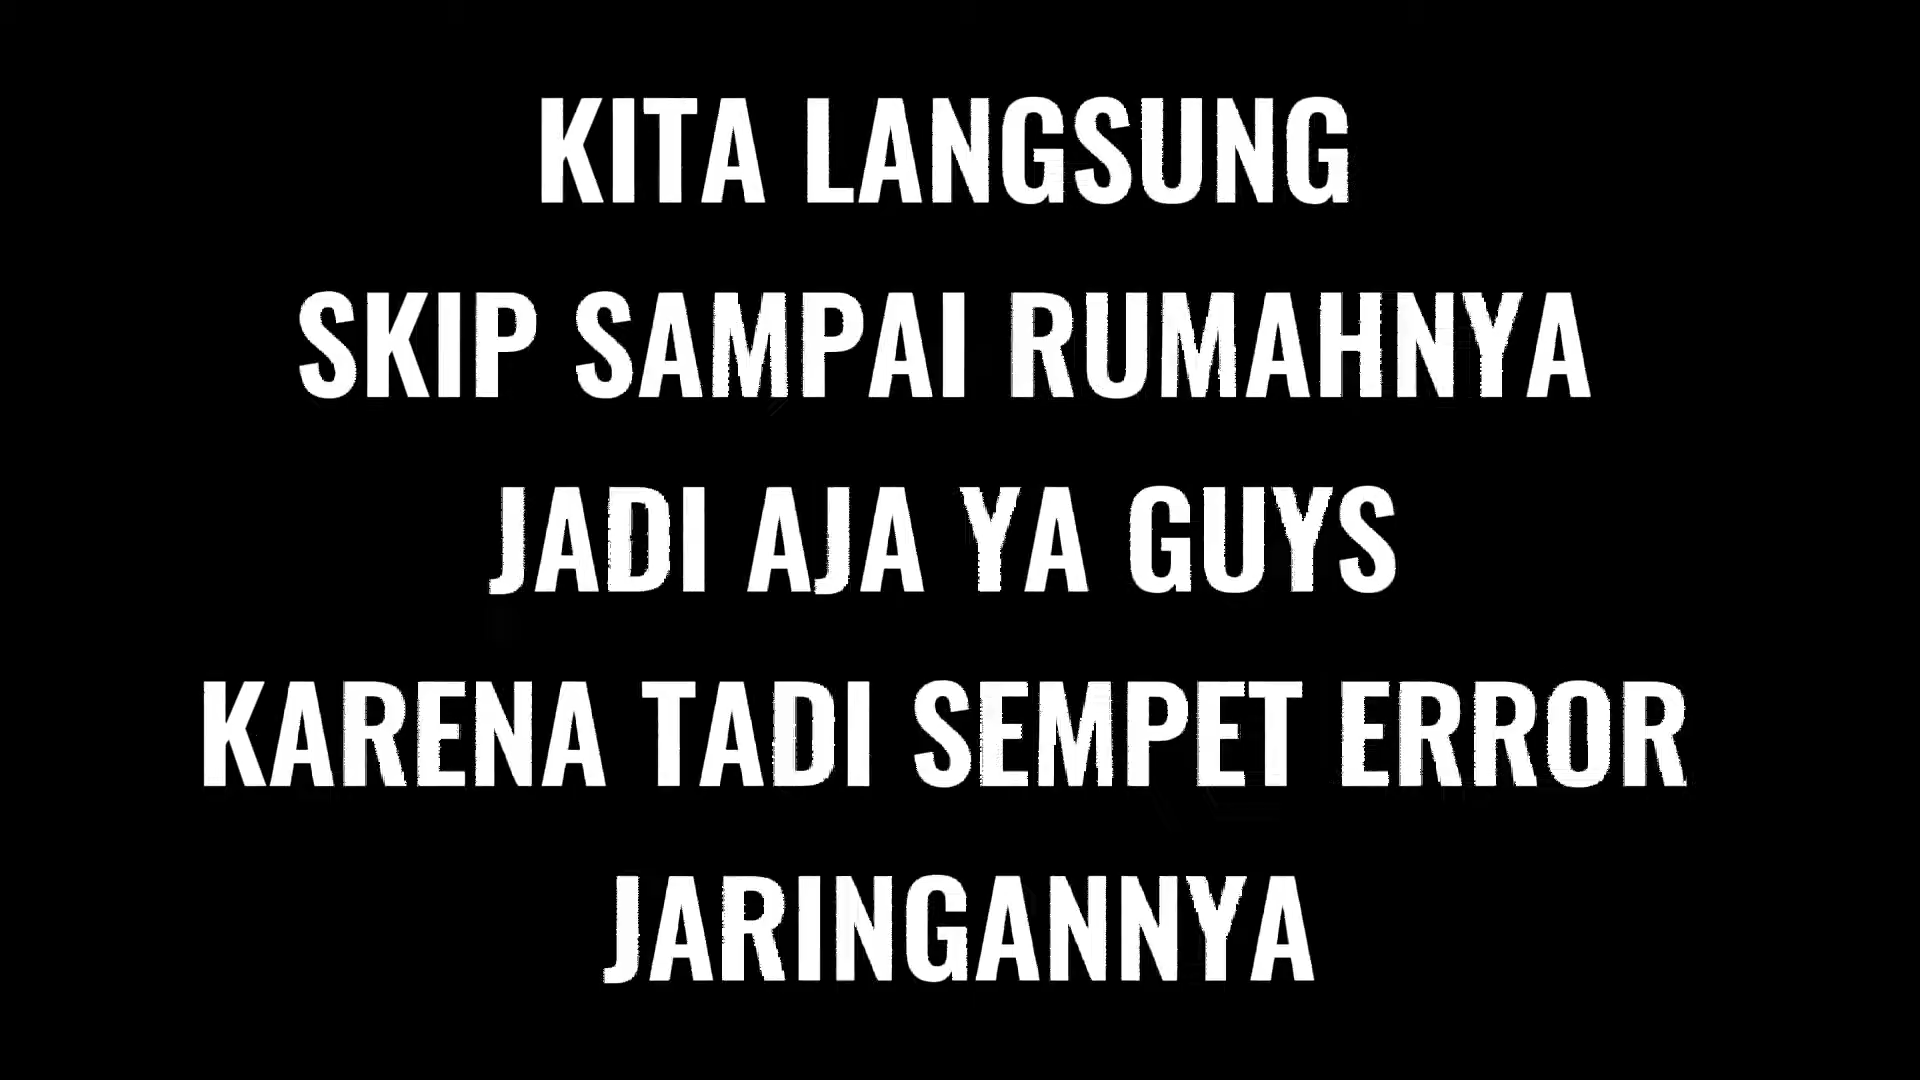 KITA LANGSUNG
SKIP SAMPAI RUMAHNYA
JADI AJA YA GUYS
KARENA TADI SEMPET ERROR
JARINGANNYA